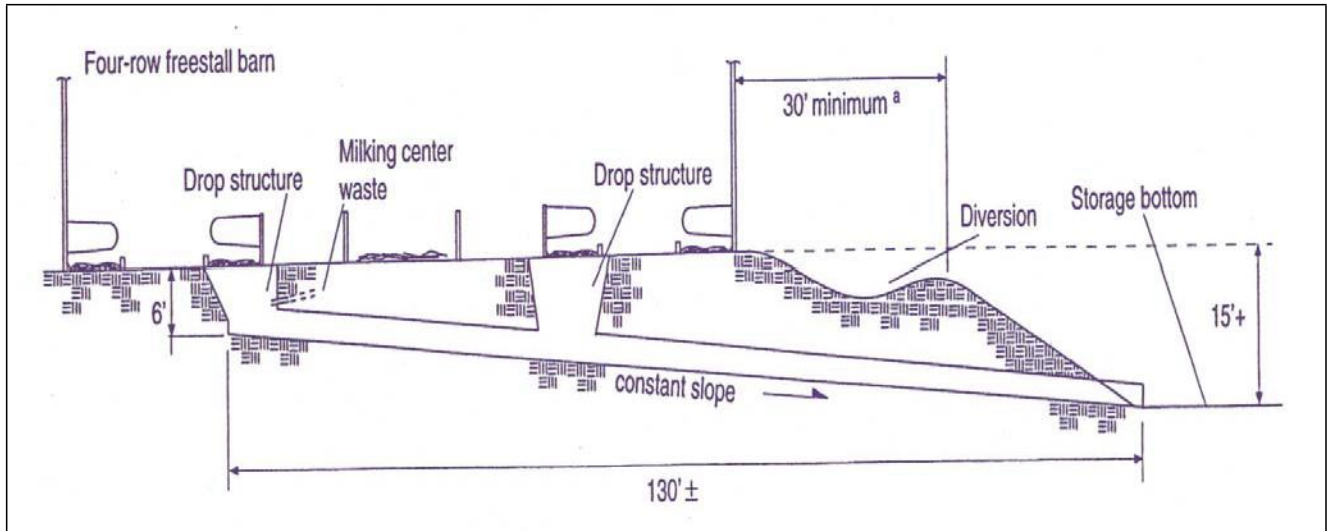 Four-row freestall barn
30' minimum a
Milking center
waste
Drop structure
Drop structure
Storage bottom
Diversion
6'
15'+
constant slope
130' ±